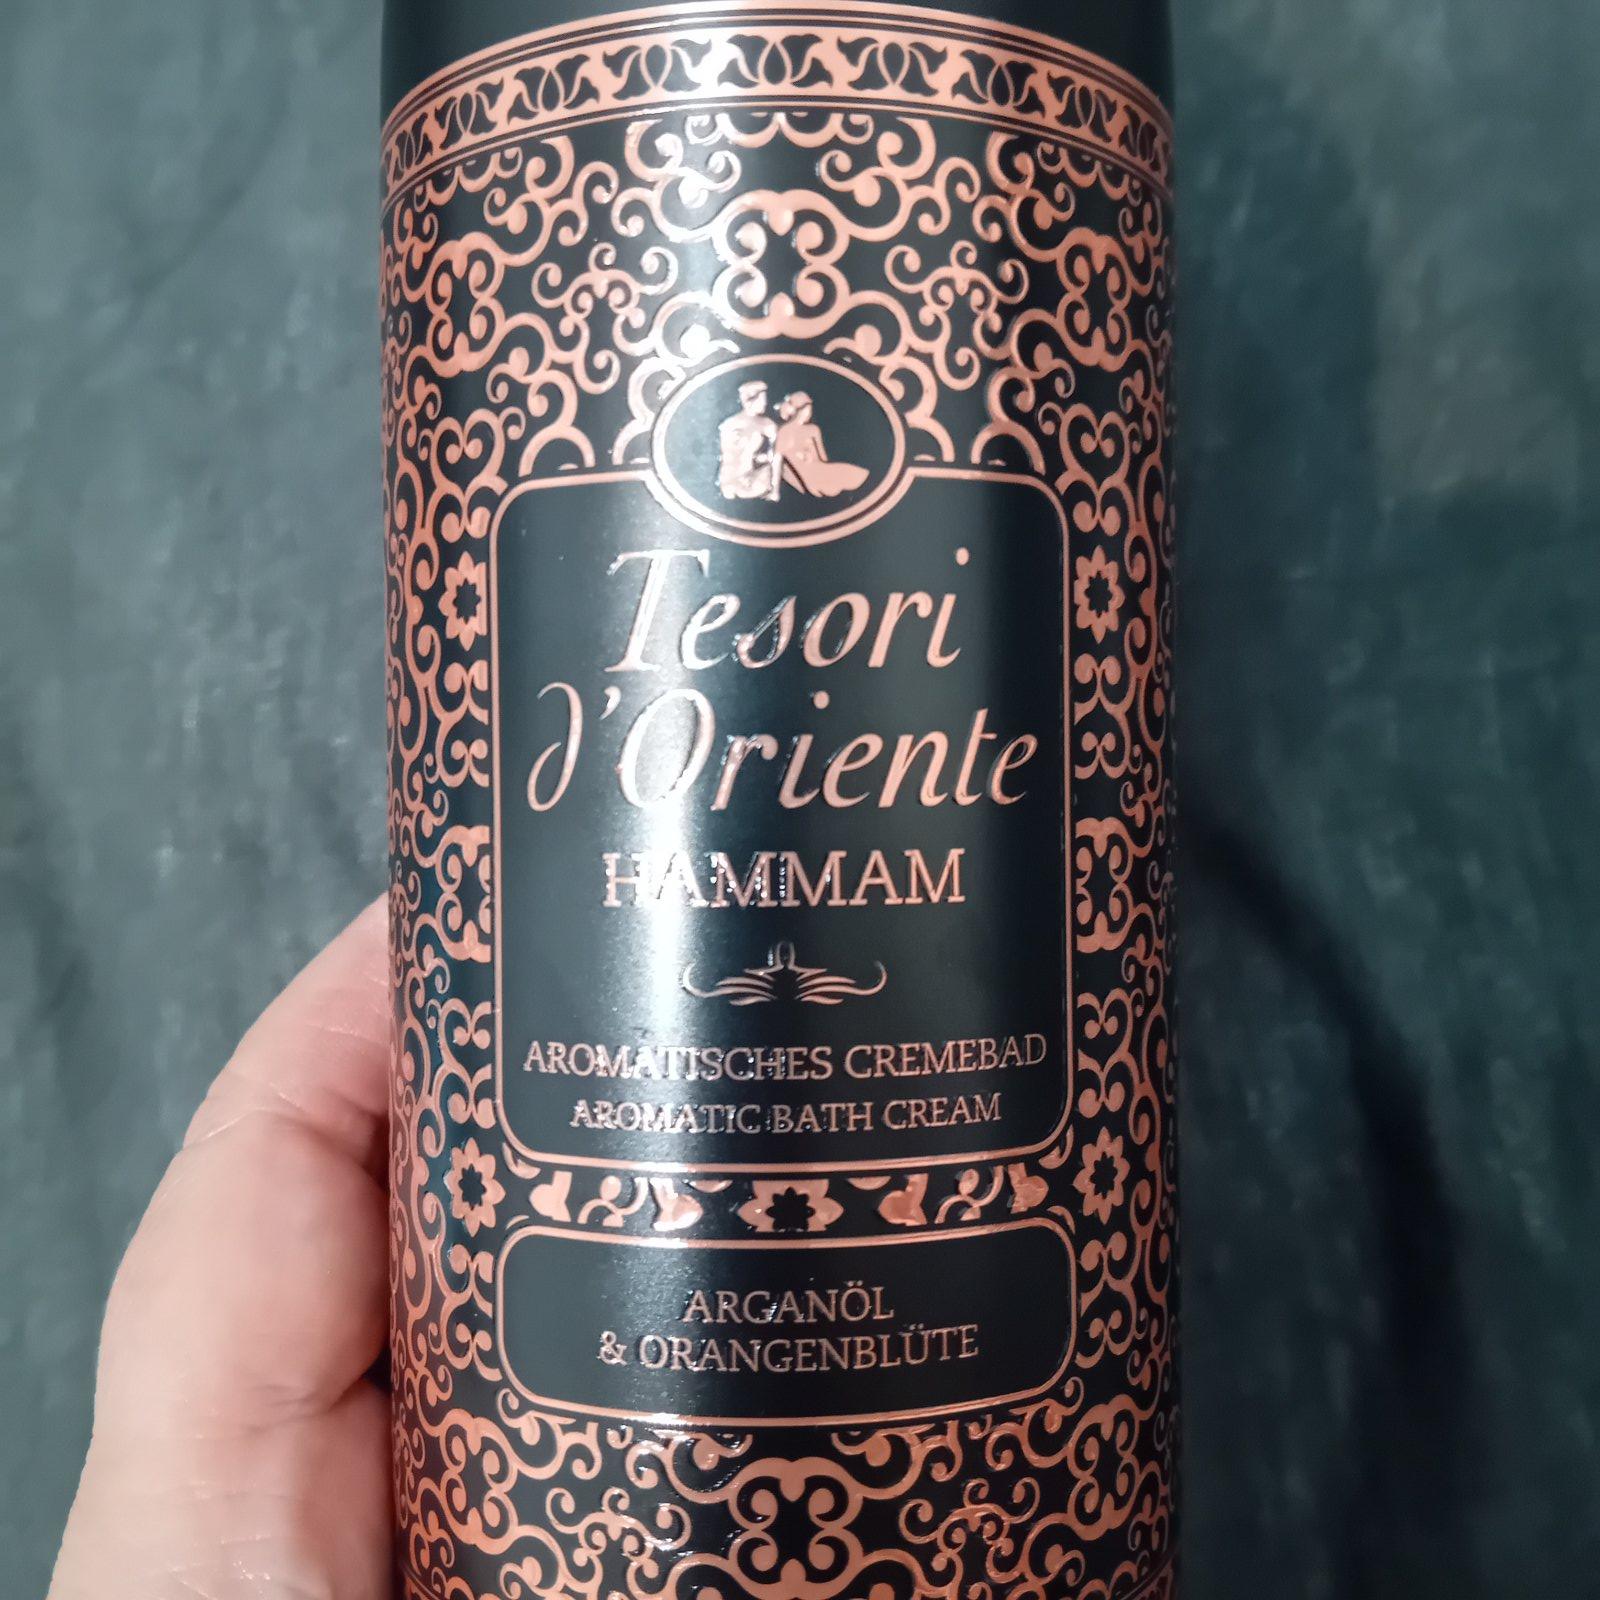 Tesori
d'Oriente
HAMMAM
AROMATISCHES CREMEBAD
AROMATIC BATH CREAM
ARGANÖL
& ORANGENBLÜTE